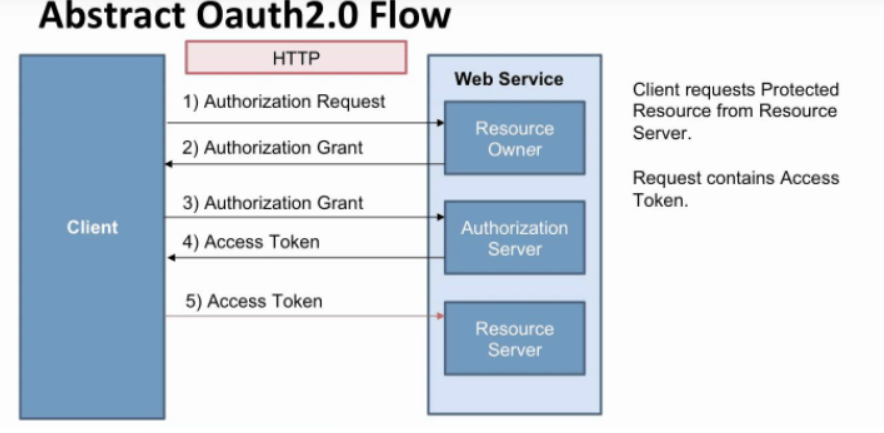 Abstract Oauth2.0 Flow
HTTP
Web Service
1) Authorization Request
Resource
Owner
2) Authorization Grant
3) Authorization Grant
Client
Authorization
Server
4) Access Token
5) Access Token
Resource
Server
Client requests Protected
Resource from Resource
Server.
Request contains Access
Token.